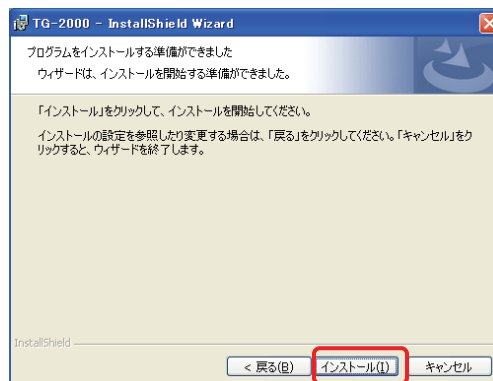 TG-2000 - InstallShield Wizard
プログラムをインストールする準備ができました
ウィザードは、インストールを開始する準備ができました。
「インストール」をクリックして、インストールを開始してください。
インストールの設定を参照したり変更する場合は、「戻る」をクリックしてください。「キャンセル」をク
リックすると、ウィザードを終了します。
InstallShield
< 戻る(B) インストール(I) キャンセル